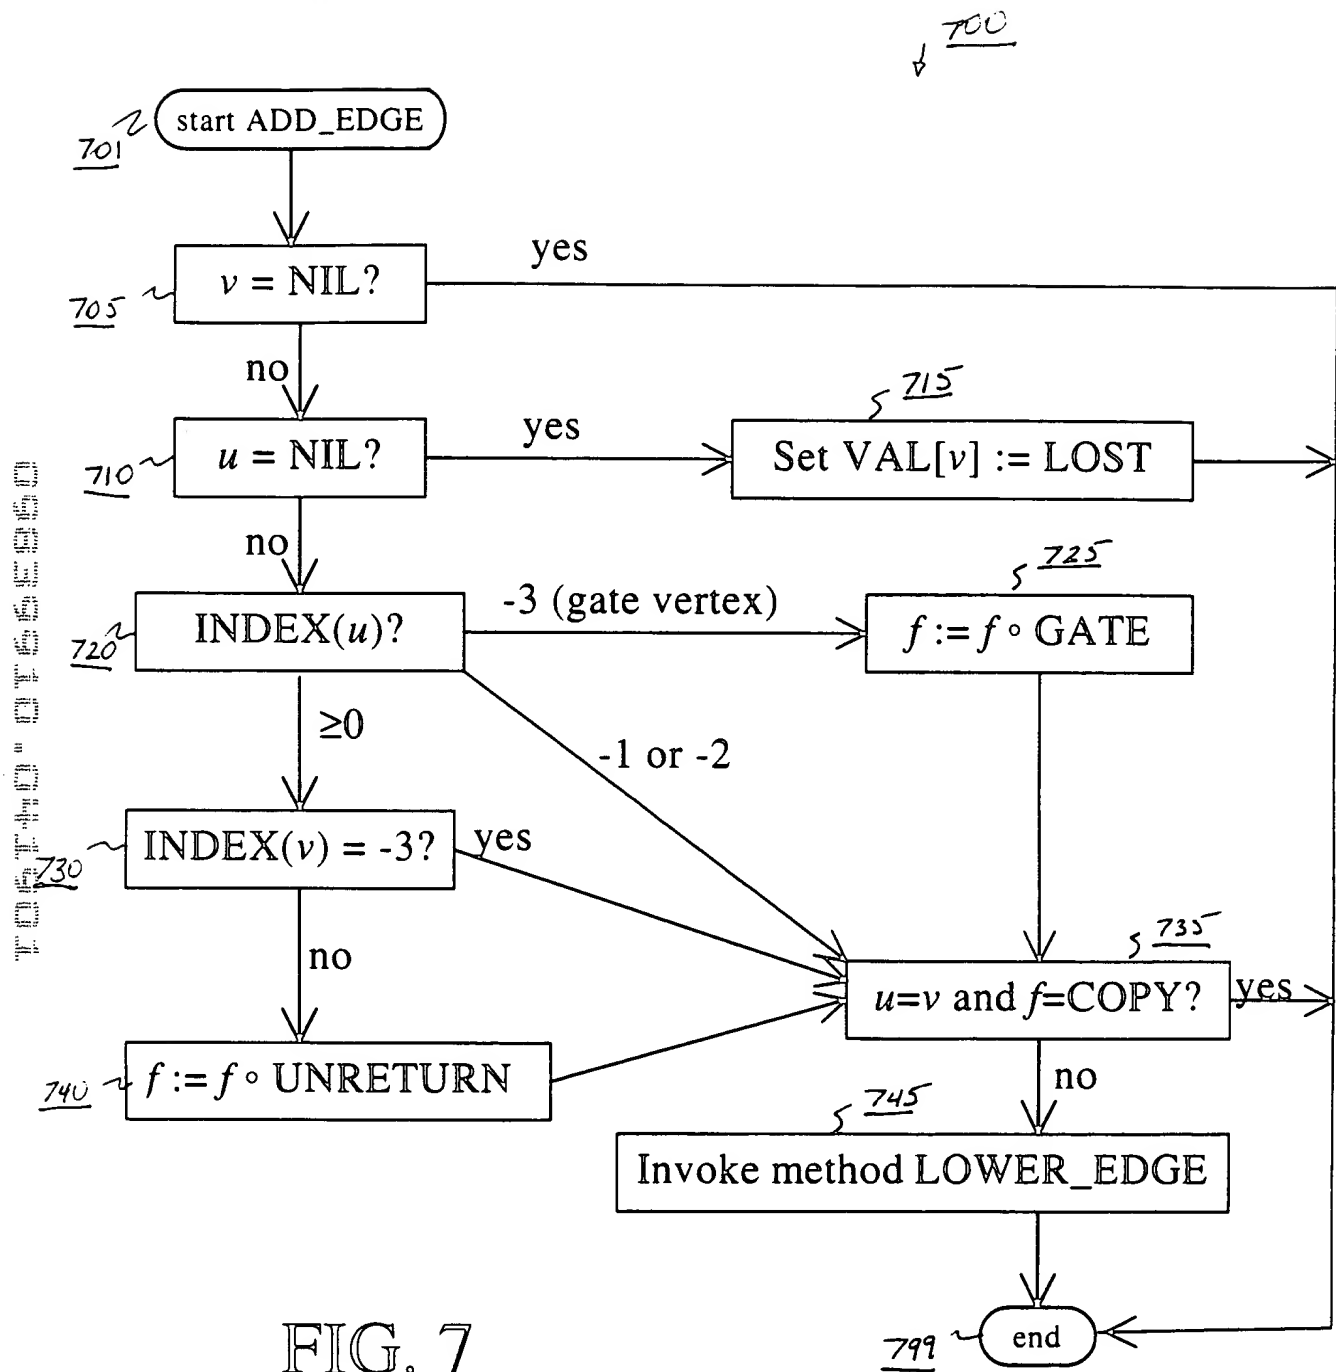 700
start ADD_EDGE
701
v = NIL?
yes
705
no
715
u = NIL?
yes
Set VAL[v] := LOST
710
no
725
INDEX(u)?
-3 (gate vertex)
f := f ∘ GATE
720
≥0
-1 or -2
INDEX(v) = -3?
yes
730
no
735
u=v and f=COPY?
yes
f := f ∘ UNRETURN
740
no
745
Invoke method LOWER_EDGE
end
799
FIG. 7